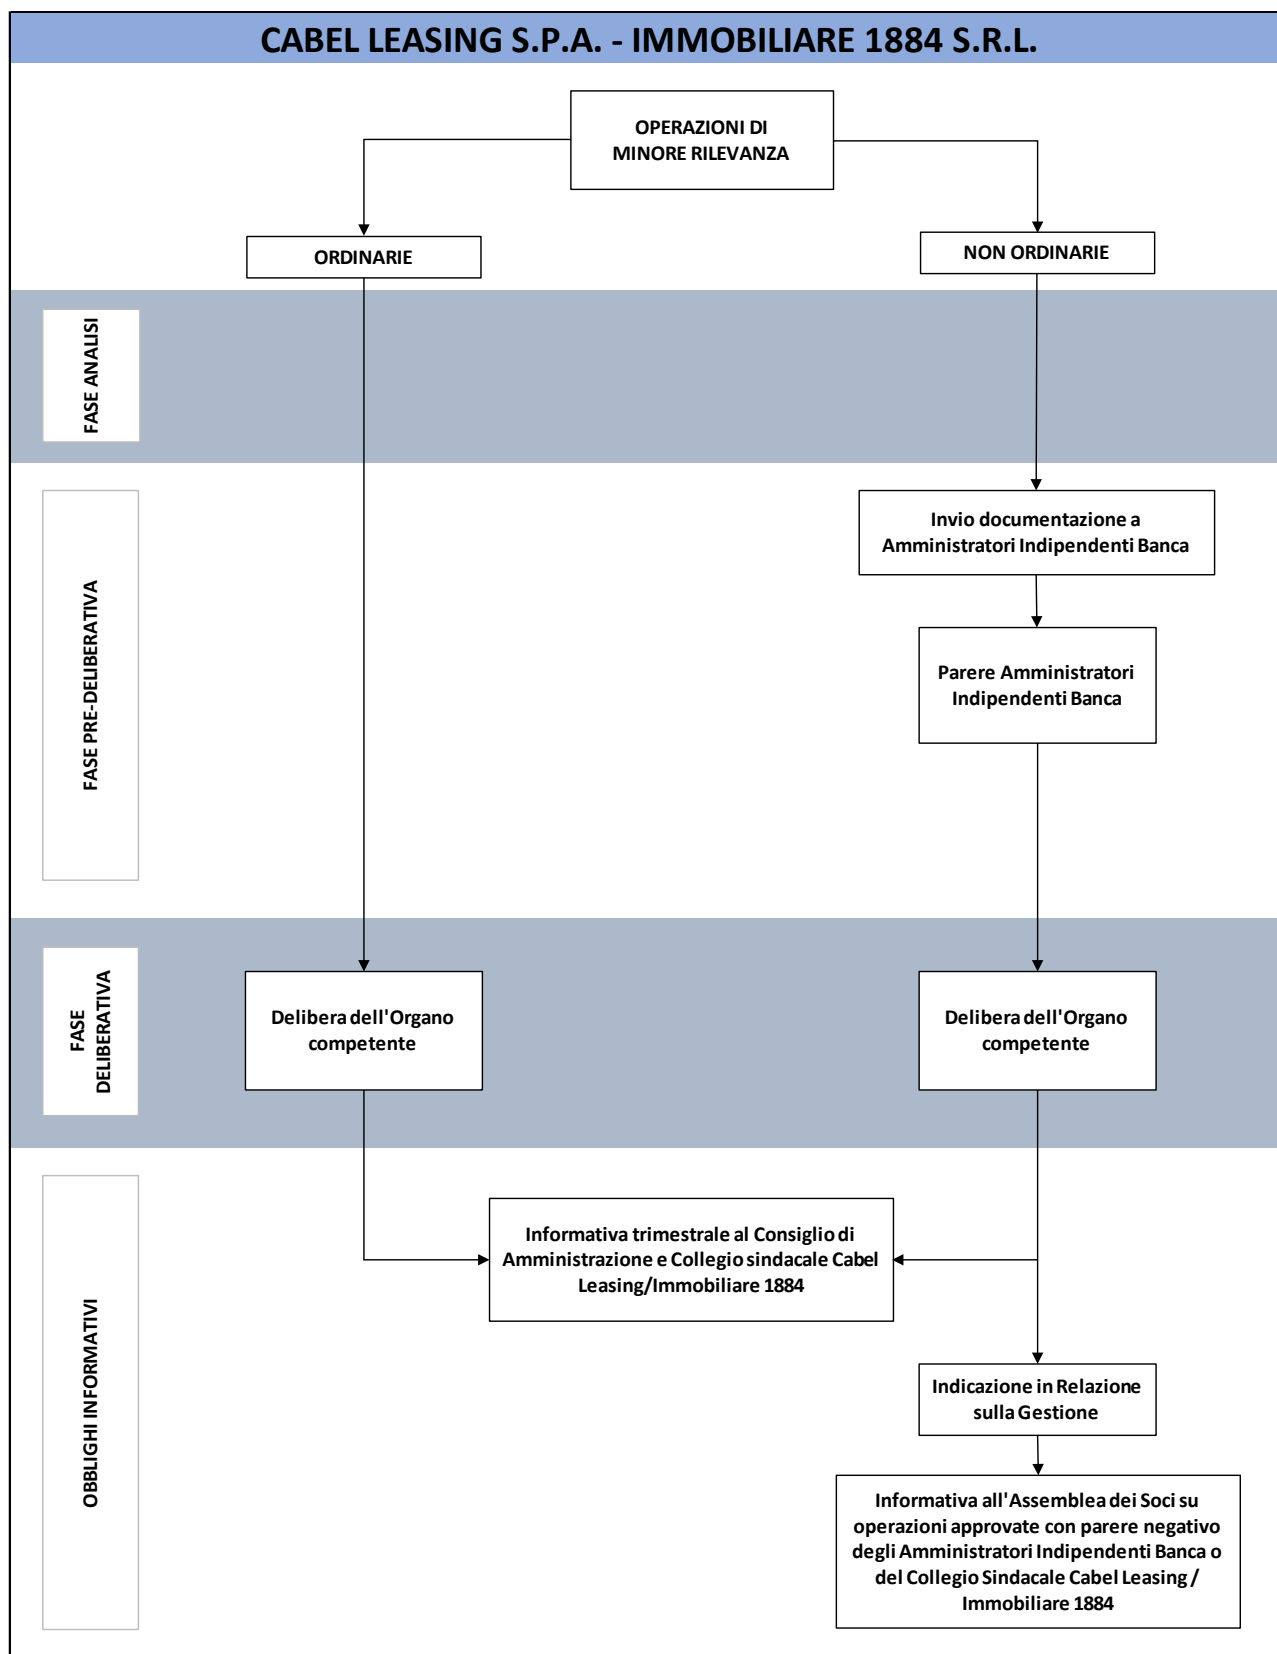 CABEL LEASING S.P.A. - IMMOBILIARE 1884 S.R.L.
OPERAZIONI DI
MINORE RILEVANZA
ORDINARIE
NON ORDINARIE
FASE ANALISI
FASE PRE-DELIBERATIVA
Invio documentazione a
Amministratori Indipendenti Banca
Parere Amministratori
Indipendenti Banca
FASE
DELIBERATIVA
Delibera dell'Organo
competente
Delibera dell'Organo
competente
OBBLIGHI INFORMATIVI
Informativa trimestrale al Consiglio di
Amministrazione e Collegio sindacale Cabel
Leasing/Immobiliare 1884
Indicazione in Relazione
sulla Gestione
Informativa all'Assemblea dei Soci su
operazioni approvate con parere negativo
degli Amministratori Indipendenti Banca o
del Collegio Sindacale Cabel Leasing /
Immobiliare 1884